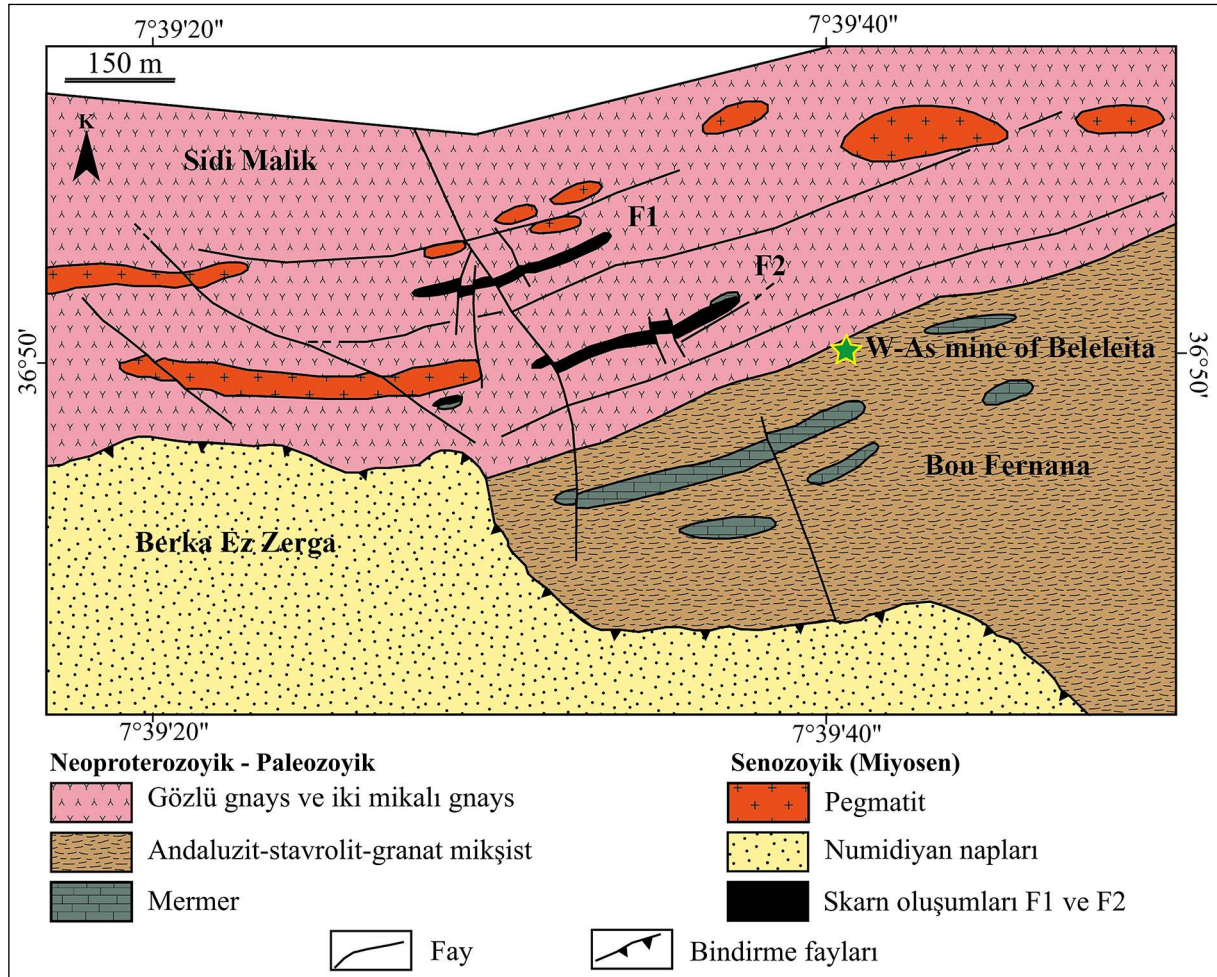 7°39'20" 7°39'40"
150 m
K
Sidi Malik
F1
F2
36°50'
W-As mine of Beleleita
36°50'
Bou Fernana
Berka Ez Zerga
7°39'20" 7°39'40"
Neoproterozoyik - Paleozoyik
Gözlü gnays ve iki mikalı gnays
Andaluzit-stavrolit-granat mikşist
Mermer
Senozoyik (Miyosen)
Pegmatit
Numidiyan napları
Skarn oluşumları F1 ve F2
Fay
Bindirme fayları